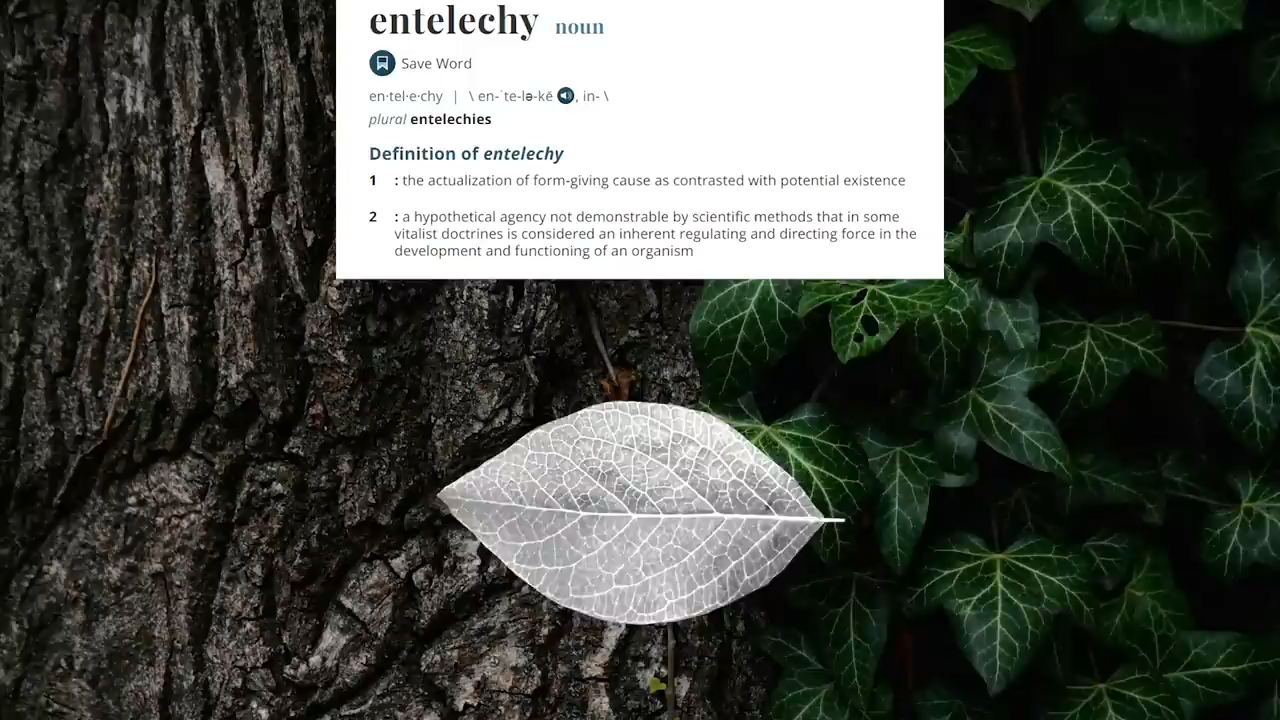 entelechy noun
Save Word
en·tel·e·chy | \ en-ˈte-lə-kē , in- \
plural entelechies
Definition of entelechy
1 : the actualization of form-giving cause as contrasted with potential existence
2 : a hypothetical agency not demonstrable by scientific methods that in some
vitalist doctrines is considered an inherent regulating and directing force in the
development and functioning of an organism